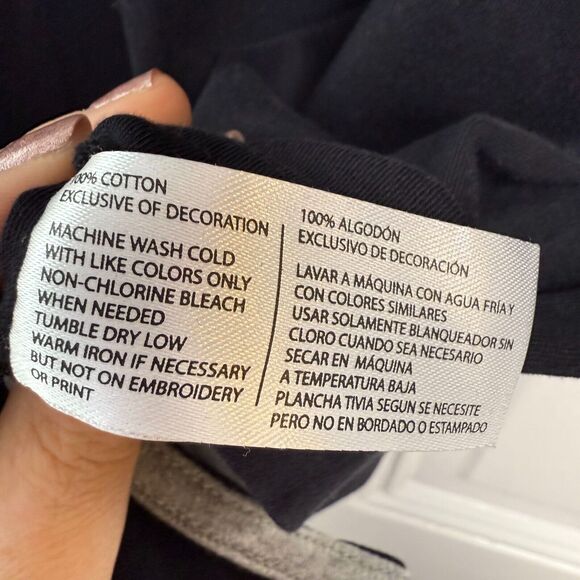 100% COTTON
EXCLUSIVE OF DECORATION
MACHINE WASH COLD
WITH LIKE COLORS ONLY
NON-CHLORINE BLEACH
WHEN NEEDED
TUMBLE DRY LOW
WARM IRON IF NECESSARY
BUT NOT ON EMBROIDERY
OR PRINT
100% ALGODÓN
EXCLUSIVO DE DECORACIÓN
LAVAR A MÁQUINA CON AGUA FRÍA Y
CON COLORES SIMILARES
USAR SOLAMENTE BLANQUEADOR SIN
CLORO CUANDO SEA NECESARIO
SECAR EN MÁQUINA
A TEMPERATURA BAJA
PLANCHA TIVIA SEGUN SE NECESITE
PERO NO EN BORDADO O ESTAMPADO